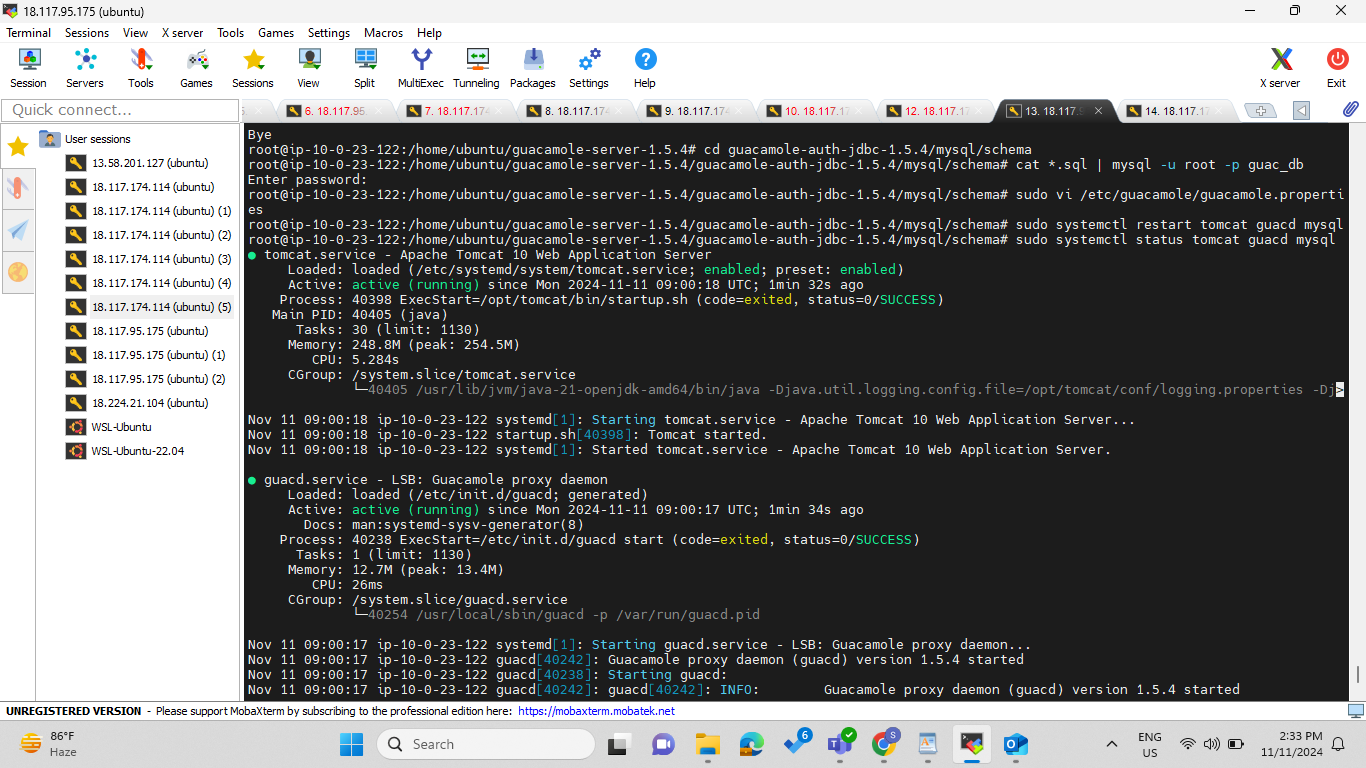 18.117.95.175 (ubuntu)
Terminal Sessions View X server Tools Games Settings Macros Help
Session Servers Tools Games Sessions View Split MultiExec Tunneling Packages Settings Help X server Exit
Quick connect...
6. 18.117.95 7. 18.117.174 8. 18.117.174 9. 18.117.174 10. 18.117.17 12. 18.117.17 13. 18.117.9 14. 18.117.17
User sessions
13.58.201.127 (ubuntu)
18.117.174.114 (ubuntu)
18.117.174.114 (ubuntu) (1)
18.117.174.114 (ubuntu) (2)
18.117.174.114 (ubuntu) (3)
18.117.174.114 (ubuntu) (4)
18.117.174.114 (ubuntu) (5)
18.117.95.175 (ubuntu)
18.117.95.175 (ubuntu) (1)
18.117.95.175 (ubuntu) (2)
18.224.21.104 (ubuntu)
WSL-Ubuntu
WSL-Ubuntu-22.04
Bye
root@ip-10-0-23-122:/home/ubuntu/guacamole-server-1.5.4# cd guacamole-auth-jdbc-1.5.4/mysql/schema
root@ip-10-0-23-122:/home/ubuntu/guacamole-server-1.5.4/guacamole-auth-jdbc-1.5.4/mysql/schema# cat *.sql | mysql -u root -p guac_db
Enter password:
root@ip-10-0-23-122:/home/ubuntu/guacamole-server-1.5.4/guacamole-auth-jdbc-1.5.4/mysql/schema# sudo vi /etc/guacamole/guacamole.properti
es
root@ip-10-0-23-122:/home/ubuntu/guacamole-server-1.5.4/guacamole-auth-jdbc-1.5.4/mysql/schema# sudo systemctl restart tomcat guacd mysql
root@ip-10-0-23-122:/home/ubuntu/guacamole-server-1.5.4/guacamole-auth-jdbc-1.5.4/mysql/schema# sudo systemctl status tomcat guacd mysql
● tomcat.service - Apache Tomcat 10 Web Application Server
Loaded: loaded (/etc/systemd/system/tomcat.service; enabled; preset: enabled)
Active: active (running) since Mon 2024-11-11 09:00:18 UTC; 1min 32s ago
Process: 40398 ExecStart=/opt/tomcat/bin/startup.sh (code=exited, status=0/SUCCESS)
Main PID: 40405 (java)
Tasks: 30 (limit: 1130)
Memory: 248.8M (peak: 254.5M)
CPU: 5.284s
CGroup: /system.slice/tomcat.service
└─40405 /usr/lib/jvm/java-21-openjdk-amd64/bin/java -Djava.util.logging.config.file=/opt/tomcat/conf/logging.properties -Dj>
Nov 11 09:00:18 ip-10-0-23-122 systemd[1]: Starting tomcat.service - Apache Tomcat 10 Web Application Server...
Nov 11 09:00:18 ip-10-0-23-122 startup.sh[40398]: Tomcat started.
Nov 11 09:00:18 ip-10-0-23-122 systemd[1]: Started tomcat.service - Apache Tomcat 10 Web Application Server.
● guacd.service - LSB: Guacamole proxy daemon
Loaded: loaded (/etc/init.d/guacd; generated)
Active: active (running) since Mon 2024-11-11 09:00:17 UTC; 1min 34s ago
Docs: man:systemd-sysv-generator(8)
Process: 40238 ExecStart=/etc/init.d/guacd start (code=exited, status=0/SUCCESS)
Tasks: 1 (limit: 1130)
Memory: 12.7M (peak: 13.4M)
CPU: 26ms
CGroup: /system.slice/guacd.service
└─40254 /usr/local/sbin/guacd -p /var/run/guacd.pid
Nov 11 09:00:17 ip-10-0-23-122 systemd[1]: Starting guacd.service - LSB: Guacamole proxy daemon...
Nov 11 09:00:17 ip-10-0-23-122 guacd[40242]: Guacamole proxy daemon (guacd) version 1.5.4 started
Nov 11 09:00:17 ip-10-0-23-122 guacd[40238]: Starting guacd:
Nov 11 09:00:17 ip-10-0-23-122 guacd[40242]: guacd[40242]: INFO: Guacamole proxy daemon (guacd) version 1.5.4 started
UNREGISTERED VERSION - Please support MobaXterm by subscribing to the professional edition here: https://mobaxterm.mobatek.net
86°F
Haze
Search
6
S
ENG
US
2:33 PM
11/11/2024